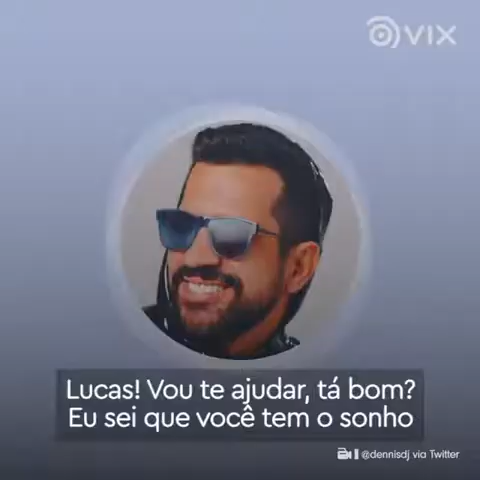 VIX
Lucas! Vou te ajudar, tá bom?
Eu sei que você tem o sonho
@dennisdj via Twitter